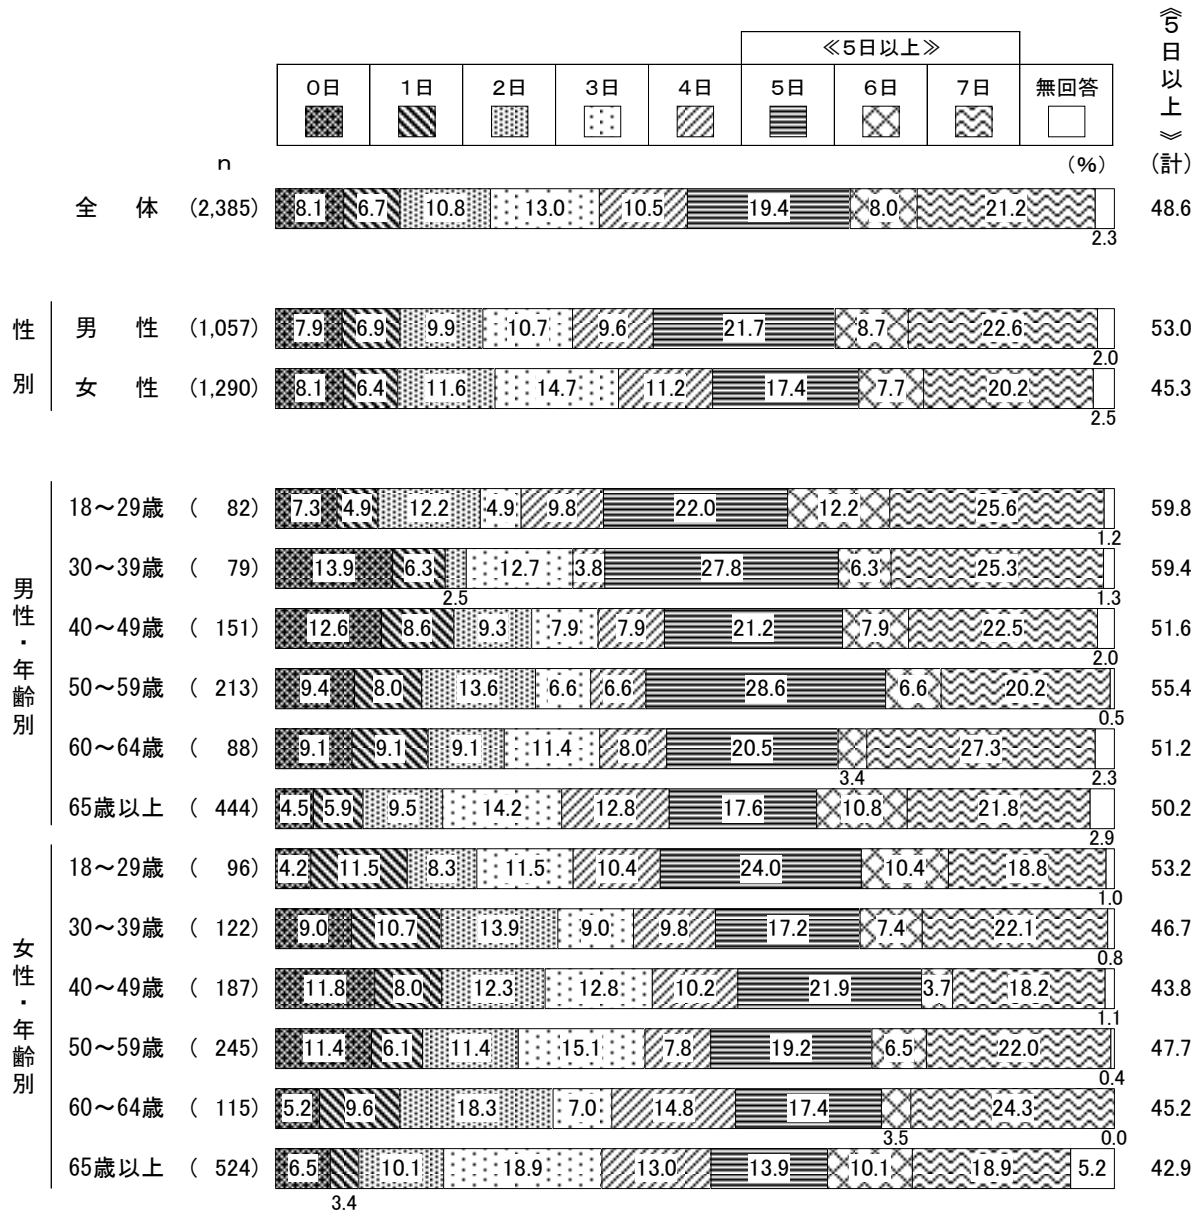 ≪5日以上≫
0日 1日 2日 3日 4日 5日 6日 7日 無回答
≪5日以上≫(計)
n (%)
全体 (2,385) 8.1 6.7 10.8 13.0 10.5 19.4 8.0 21.2 2.3 48.6
性別
男性 (1,057) 7.9 6.9 9.9 10.7 9.6 21.7 8.7 22.6 2.0 53.0
女性 (1,290) 8.1 6.4 11.6 14.7 11.2 17.4 7.7 20.2 2.5 45.3
男性・年齢別
18~29歳 ( 82) 7.3 4.9 12.2 4.9 9.8 22.0 12.2 25.6 1.2 59.8
30~39歳 ( 79) 13.9 6.3 2.5 12.7 3.8 27.8 6.3 25.3 1.3 59.4
40~49歳 ( 151) 12.6 8.6 9.3 7.9 7.9 21.2 7.9 22.5 2.0 51.6
50~59歳 ( 213) 9.4 8.0 13.6 6.6 6.6 28.6 6.6 20.2 0.5 55.4
60~64歳 ( 88) 9.1 9.1 9.1 11.4 8.0 20.5 3.4 27.3 2.3 51.2
65歳以上 ( 444) 4.5 5.9 9.5 14.2 12.8 17.6 10.8 21.8 2.9 50.2
女性・年齢別
18~29歳 ( 96) 4.2 11.5 8.3 11.5 10.4 24.0 10.4 18.8 1.0 53.2
30~39歳 ( 122) 9.0 10.7 13.9 9.0 9.8 17.2 7.4 22.1 0.8 46.7
40~49歳 ( 187) 11.8 8.0 12.3 12.8 10.2 21.9 3.7 18.2 1.1 43.8
50~59歳 ( 245) 11.4 6.1 11.4 15.1 7.8 19.2 6.5 22.0 0.4 47.7
60~64歳 ( 115) 5.2 9.6 18.3 7.0 14.8 17.4 3.5 24.3 0.0 45.2
65歳以上 ( 524) 6.5 3.4 10.1 18.9 13.0 13.9 10.1 18.9 5.2 42.9